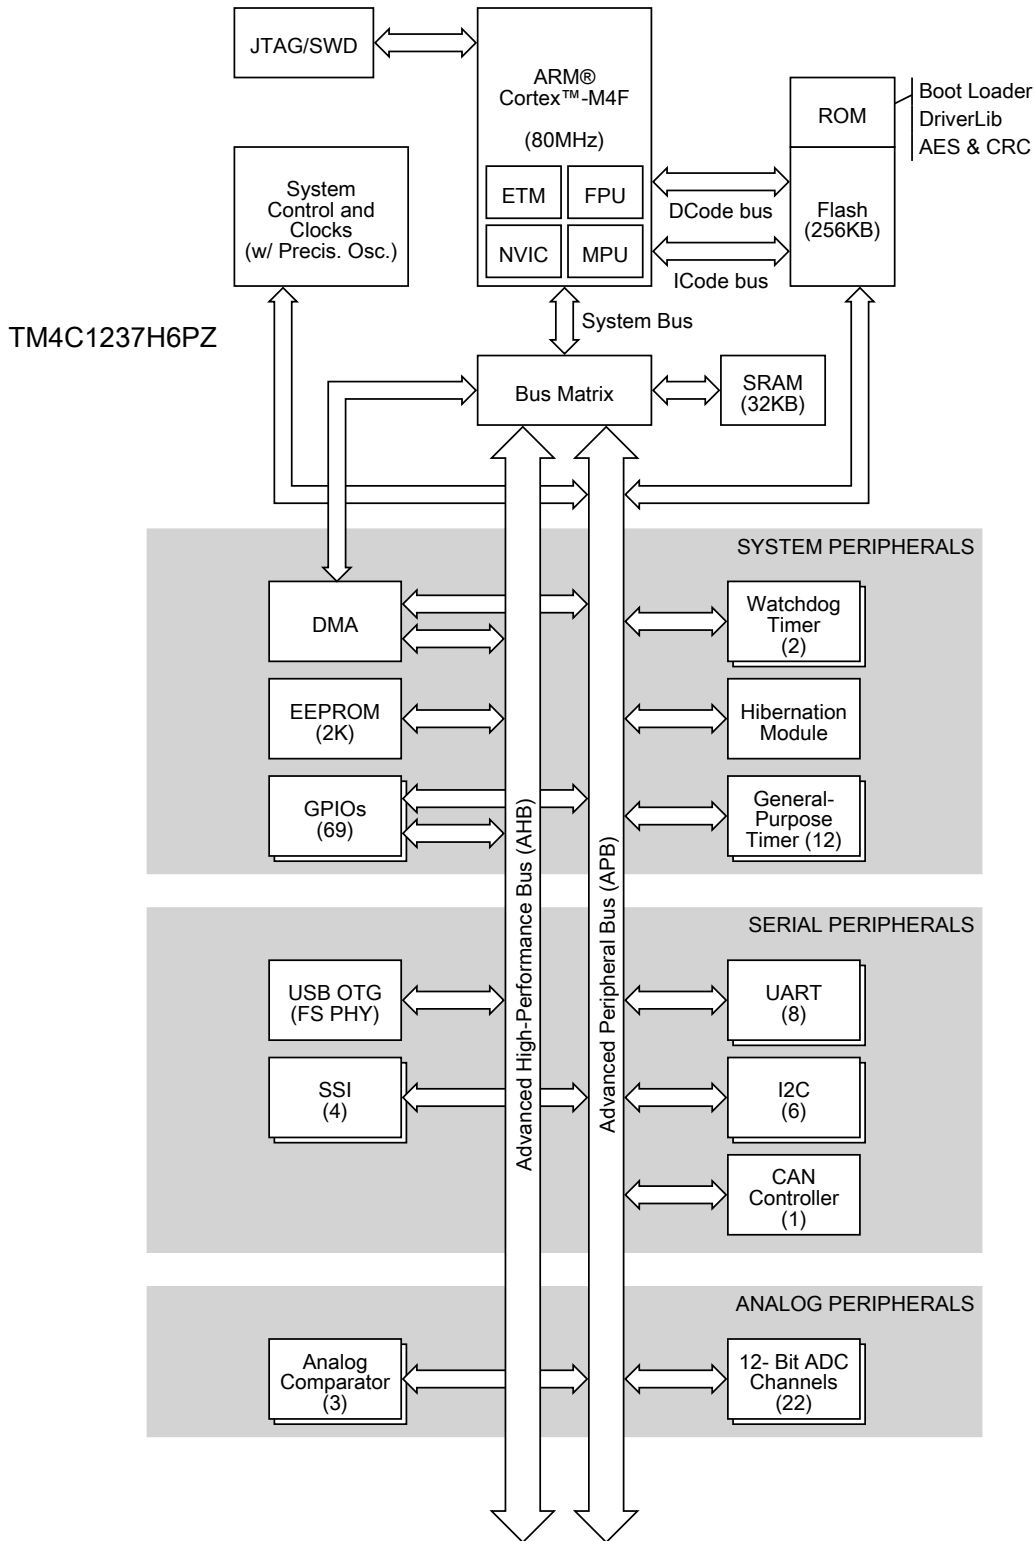 JTAG/SWD
ARM®
Cortex™-M4F
(80MHz)
ETM
FPU
NVIC
MPU
ROM
Boot Loader
DriverLib
AES & CRC
Flash
(256KB)
DCode bus
ICode bus
System
Control and
Clocks
(w/ Precis. Osc.)
System Bus
TM4C1237H6PZ
Bus Matrix
SRAM
(32KB)
SYSTEM PERIPHERALS
DMA
Watchdog
Timer
(2)
EEPROM
(2K)
Hibernation
Module
GPIOs
(69)
General-
Purpose
Timer (12)
Advanced High-Performance Bus (AHB)
Advanced Peripheral Bus (APB)
SERIAL PERIPHERALS
USB OTG
(FS PHY)
UART
(8)
SSI
(4)
I2C
(6)
CAN
Controller
(1)
ANALOG PERIPHERALS
Analog
Comparator
(3)
12- Bit ADC
Channels
(22)